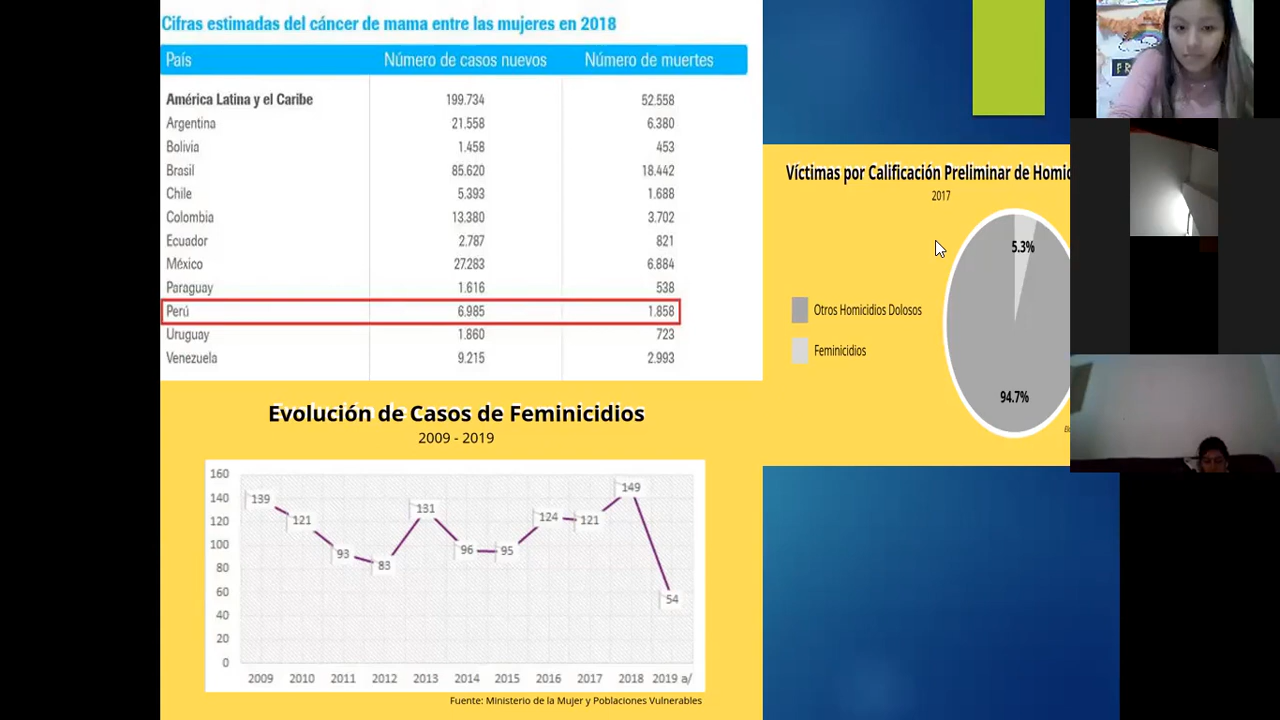 Cifras estimadas del cáncer de mama entre las mujeres en 2018
País Número de casos nuevos Número de muertes
América Latina y el Caribe 199.734 52.558
Argentina 21.558 6.380
Bolivia 1.458 453
Brasil 85.620 18.442
Chile 5.393 1.688
Colombia 13.380 3.702
Ecuador 2.787 821
México 27.283 6.884
Paraguay 1.616 538
Perú 6.985 1.858
Uruguay 1.860 723
Venezuela 9.215 2.993
Víctimas por Calificación Preliminar de Homic
2017
5.3%
Otros Homicidios Dolosos
Feminicidios
94.7%
Evolución de Casos de Feminicidios
2009 - 2019
160
140
120
100
80
60
40
20
0
139 121 93 83 131 96 95 124 121 149 54
2009 2010 2011 2012 2013 2014 2015 2016 2017 2018 2019 a/
Fuente: Ministerio de la Mujer y Poblaciones Vulnerables